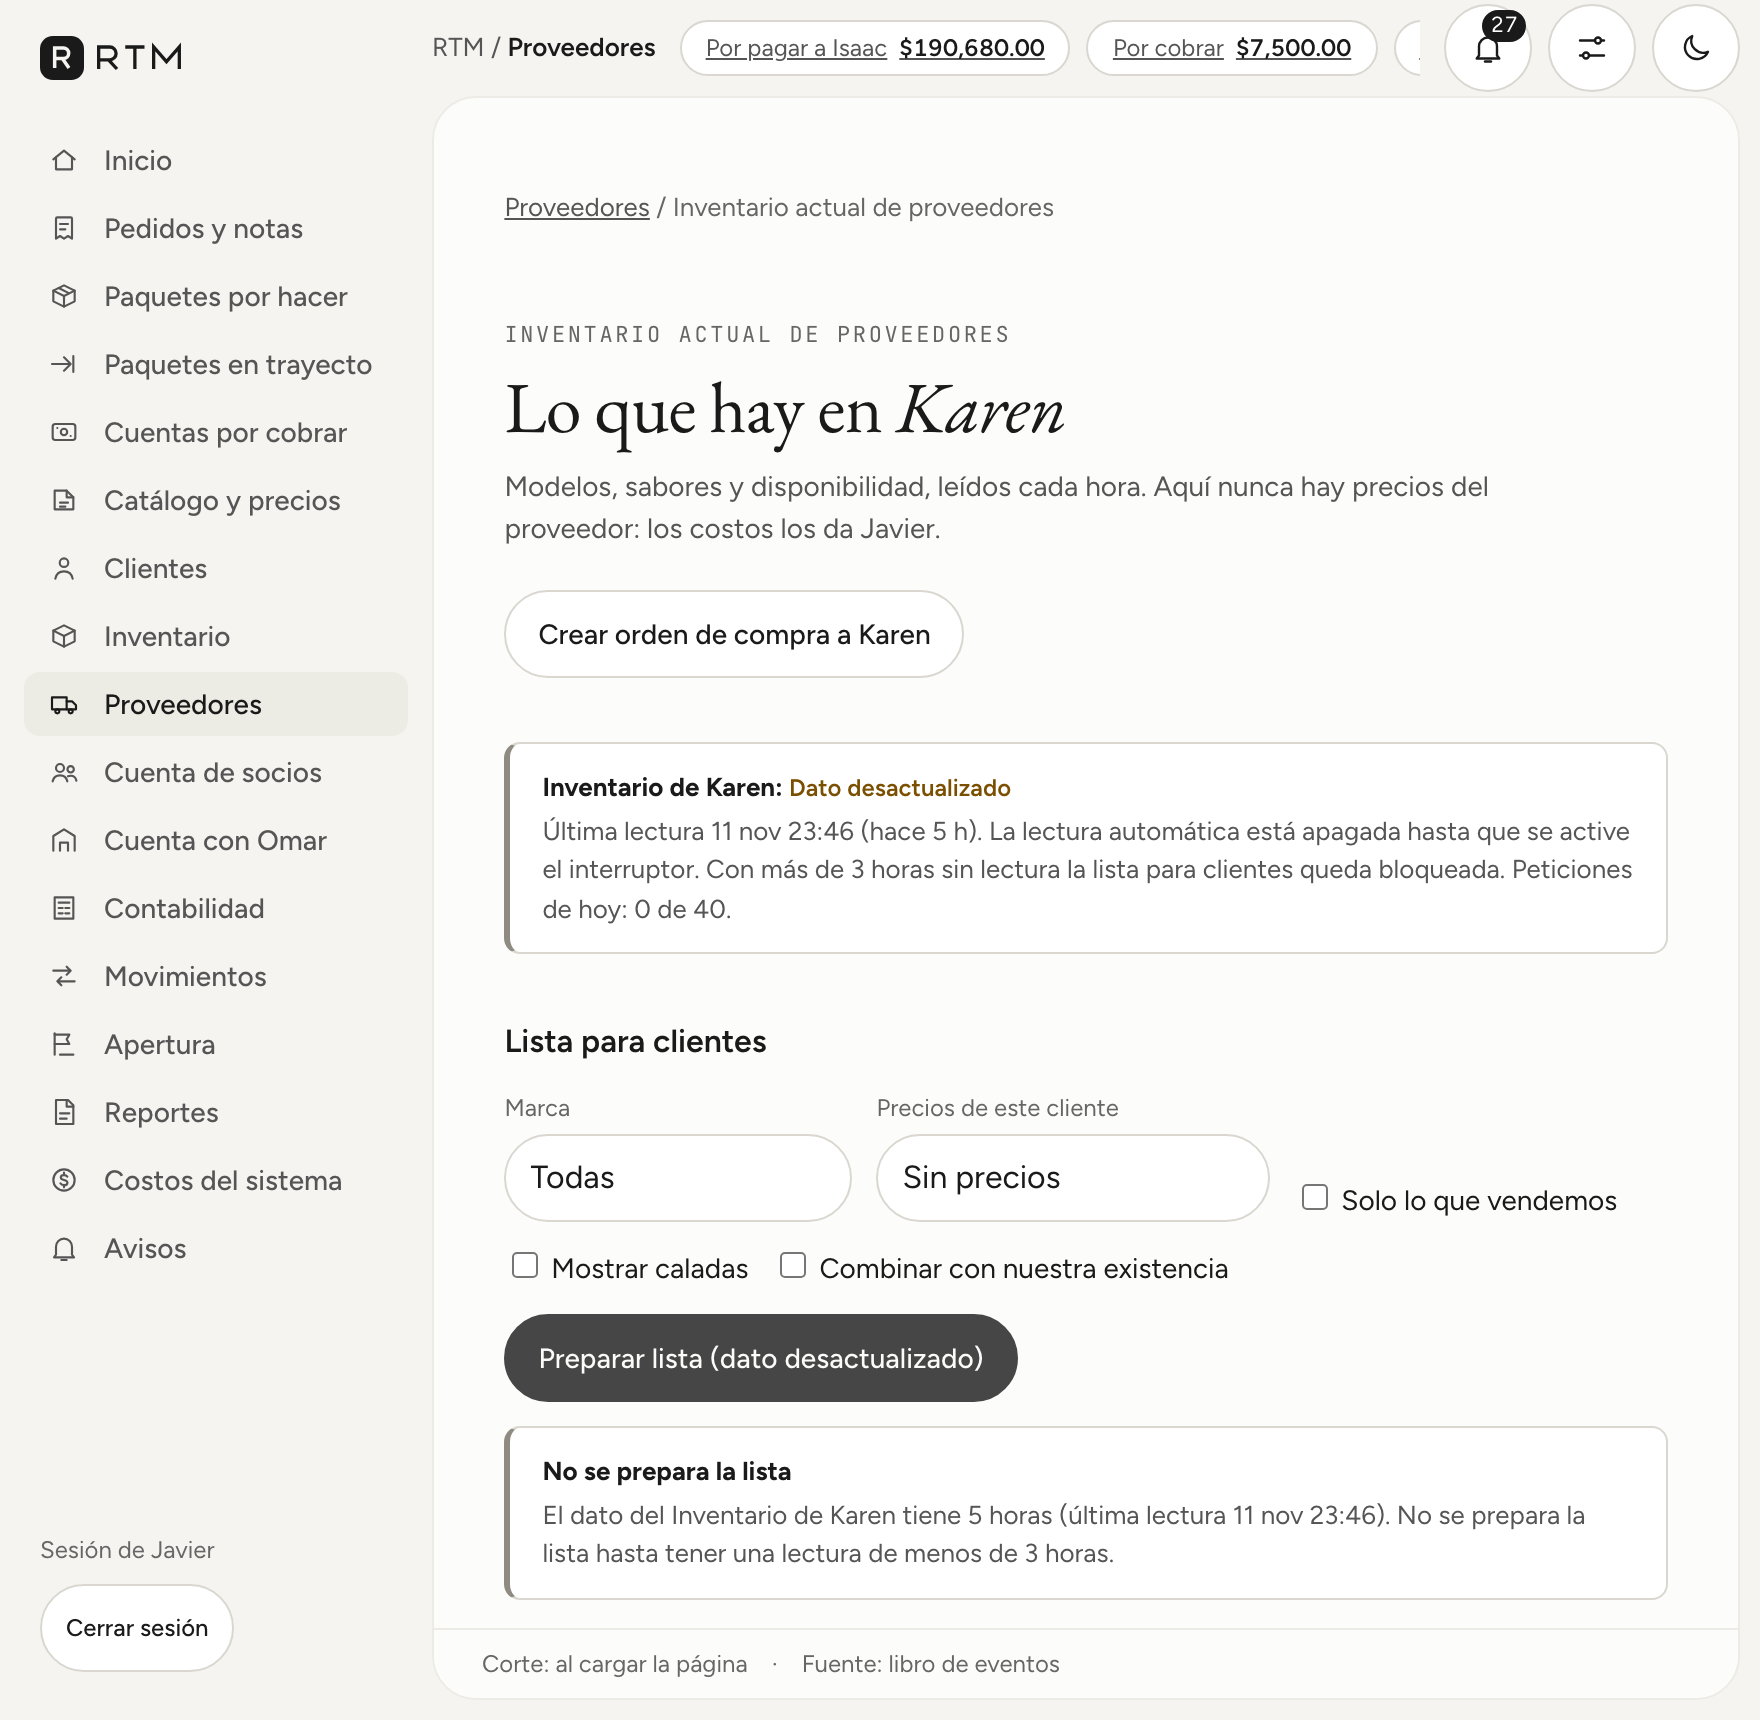 R RTM
RTM / Proveedores
Por pagar a Isaac $190,680.00
Por cobrar $7,500.00
27
Inicio
Pedidos y notas
Paquetes por hacer
Paquetes en trayecto
Cuentas por cobrar
Catálogo y precios
Clientes
Inventario
Proveedores
Cuenta de socios
Cuenta con Omar
Contabilidad
Movimientos
Apertura
Reportes
Costos del sistema
Avisos
Sesión de Javier
Cerrar sesión
Proveedores / Inventario actual de proveedores
INVENTARIO ACTUAL DE PROVEEDORES
Lo que hay en Karen
Modelos, sabores y disponibilidad, leídos cada hora. Aquí nunca hay precios del
proveedor: los costos los da Javier.
Crear orden de compra a Karen
Inventario de Karen: Dato desactualizado
Última lectura 11 nov 23:46 (hace 5 h). La lectura automática está apagada hasta que se active
el interruptor. Con más de 3 horas sin lectura la lista para clientes queda bloqueada. Peticiones
de hoy: 0 de 40.
Lista para clientes
Marca
Precios de este cliente
Todas
Sin precios
Solo lo que vendemos
Mostrar caladas
Combinar con nuestra existencia
Preparar lista (dato desactualizado)
No se prepara la lista
El dato del Inventario de Karen tiene 5 horas (última lectura 11 nov 23:46). No se prepara la
lista hasta tener una lectura de menos de 3 horas.
Corte: al cargar la página · Fuente: libro de eventos